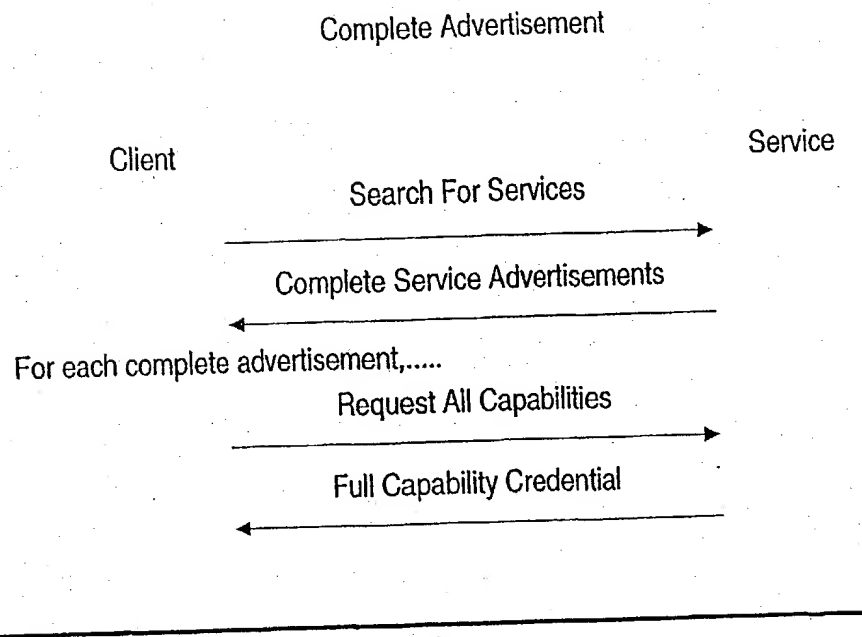 Complete Advertisement
Client
Service
Search For Services
Complete Service Advertisements
For each complete advertisement,.....
Request All Capabilities
Full Capability Credential